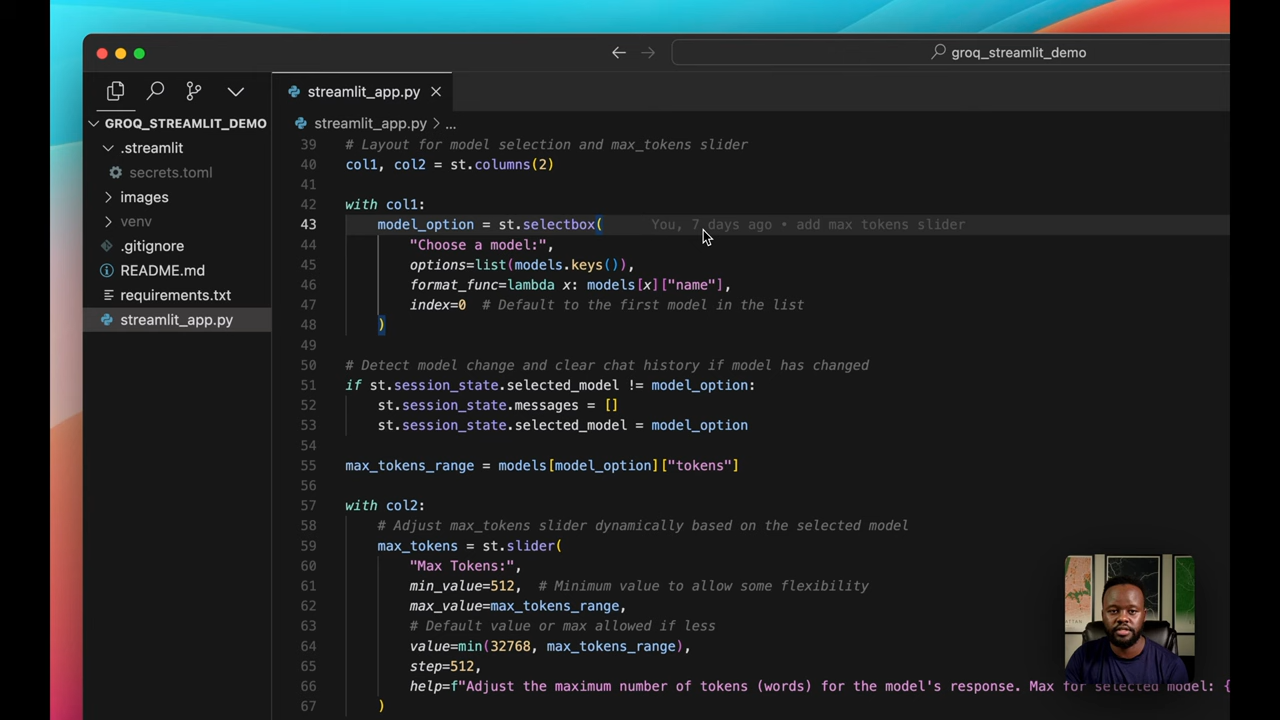 groq_streamlit_demo
GROQ_STREAMLIT_DEMO
.streamlit
secrets.toml
images
venv
.gitignore
README.md
requirements.txt
streamlit_app.py
streamlit_app.py
streamlit_app.py > ...
39 # Layout for model selection and max_tokens slider
40 col1, col2 = st.columns(2)
41
42 with col1:
43 model_option = st.selectbox( You, 7 days ago • add max tokens slider
44 "Choose a model:",
45 options=list(models.keys()),
46 format_func=lambda x: models[x]["name"],
47 index=0 # Default to the first model in the list
48 )
49
50 # Detect model change and clear chat history if model has changed
51 if st.session_state.selected_model != model_option:
52 st.session_state.messages = []
53 st.session_state.selected_model = model_option
54
55 max_tokens_range = models[model_option]["tokens"]
56
57 with col2:
58 # Adjust max_tokens slider dynamically based on the selected model
59 max_tokens = st.slider(
60 "Max Tokens:",
61 min_value=512, # Minimum value to allow some flexibility
62 max_value=max_tokens_range,
63 # Default value or max allowed if less
64 value=min(32768, max_tokens_range),
65 step=512,
66 help=f"Adjust the maximum number of tokens (words) for the model's response. Max for selected model: {
67 )